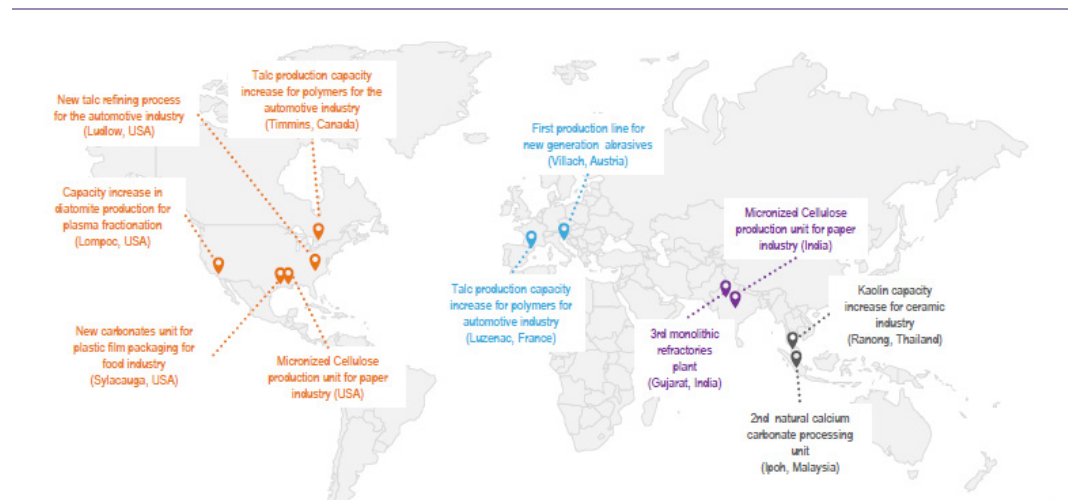 Talc production capacity
increase for polymers for the
automotive industry
(Timmins, Canada)
New talc refining process
for the automotive industry
(Ludlow, USA)
First production line for
new generation abrasives
(Villach, Austria)
Capacity increase in
diatomite production for
plasma fractionation
(Lompoc, USA)
Micronized Cellulose
production unit for paper
industry (India)
Talc production capacity
increase for polymers for
automotive industry
(Luzenac, France)
Kaolin capacity
increase for ceramic
industry
(Ranong, Thailand)
New carbonates unit for
plastic film packaging for
food industry
(Sylacauga, USA)
3rd monolithic
refractories
plant
(Gujarat, India)
Micronized Cellulose
production unit for paper
industry (USA)
2nd natural calcium
carbonate processing
unit
(Ipoh, Malaysia)